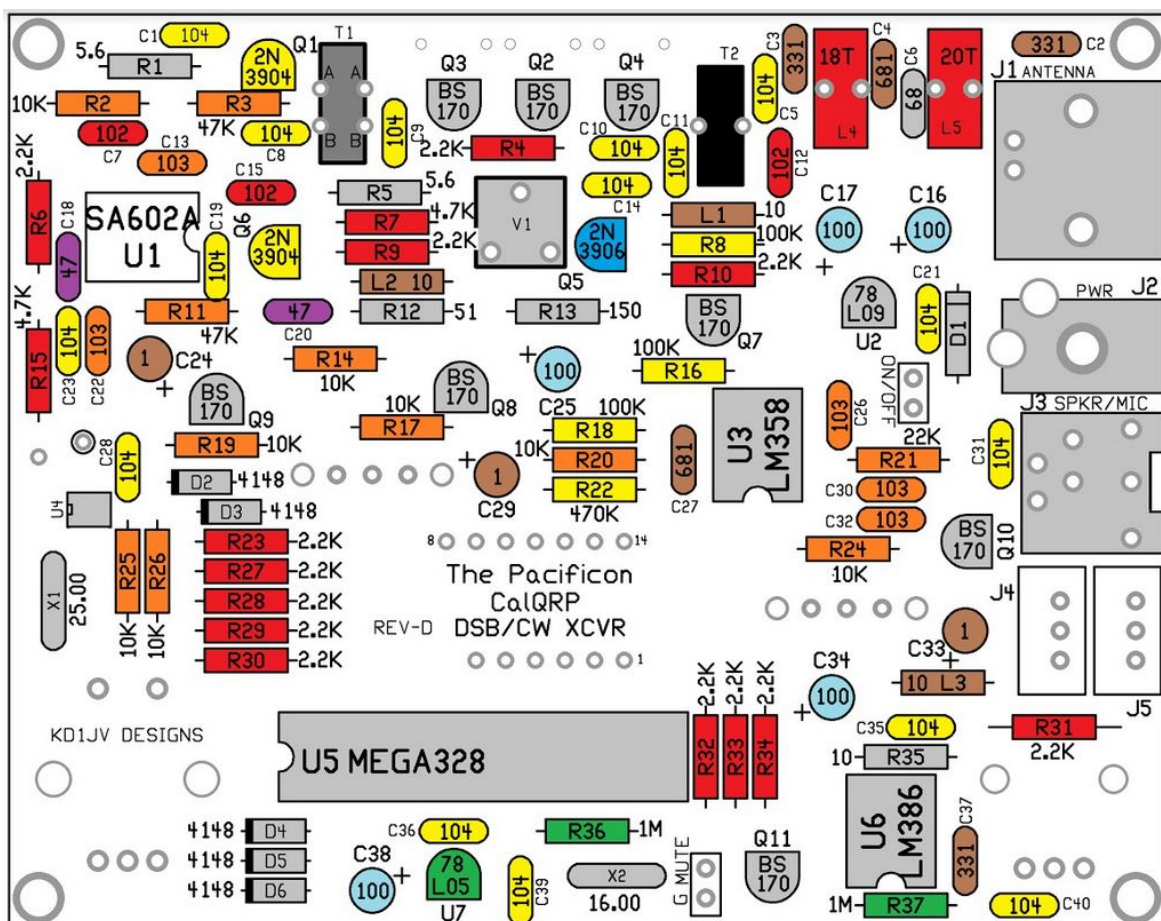 C1 104
5.6
R1
2N
3904
Q1
T1
A A
B B
Q3
BS
170
Q2
BS
170
Q4
BS
170
T2
C3
331
104
C5
18T
L4
C4
681
C6
68
20T
L5
331 C2
J1 ANTENNA
10K R2
R3
47K
102
C7
103
C13
104
C8
104
C9
2.2K R4
C10
104
C11
104
102
C12
2.2K
R6
C18
47
SA602A
U1
C15
102
C19
104
Q6
2N
3904
R5 5.6
R7 4.7K
R9 2.2K
L2 10
R12 51
V1
104
C14
2N
3906
Q5
L1 10
R8 100K
R10 2.2K
BS
170
Q7
C17
100
+
C16
100
+
78
L09
U2
C21
104
D1
PWR J2
4.7K
R15
104
C23
103
C22
R11
47K
47
C20
1
C24
+
R14
10K
R13 150
+
100
C25
100K
R16
ON/OFF
J3 SPKR/MIC
BS
170
Q9
R19 10K
BS
170
Q8
10K
R17
100K
R18
10K
R20
R22
470K
+
1
C29
681
C27
U3
LM358
103
C26
22K
R21
C30 103
C32 103
R24
10K
C31
104
BS
170
Q10
C28
104
U4
D2 4148
D3 4148
R23 2.2K
R27 2.2K
R28 2.2K
R29 2.2K
R30 2.2K
X1
25.00
R25
10K
R26
10K
8 14
The Pacificon
CalQRP
REV-D DSB/CW XCVR
1
J4
J5
1
C33
+
10 L3
C34
100
+
C35 104
10 R35
R31
2.2K
KD1JV DESIGNS
U5 MEGA328
2.2K
R32
2.2K
R33
2.2K
R34
U6
LM386
C37
331
1M R37
104 C40
4148 D4
4148 D5
4148 D6
C36 104
C38
100
+
78
L05
U7
104
C39
R36 1M
X2
16.00
G MUTE
Q11
BS
170